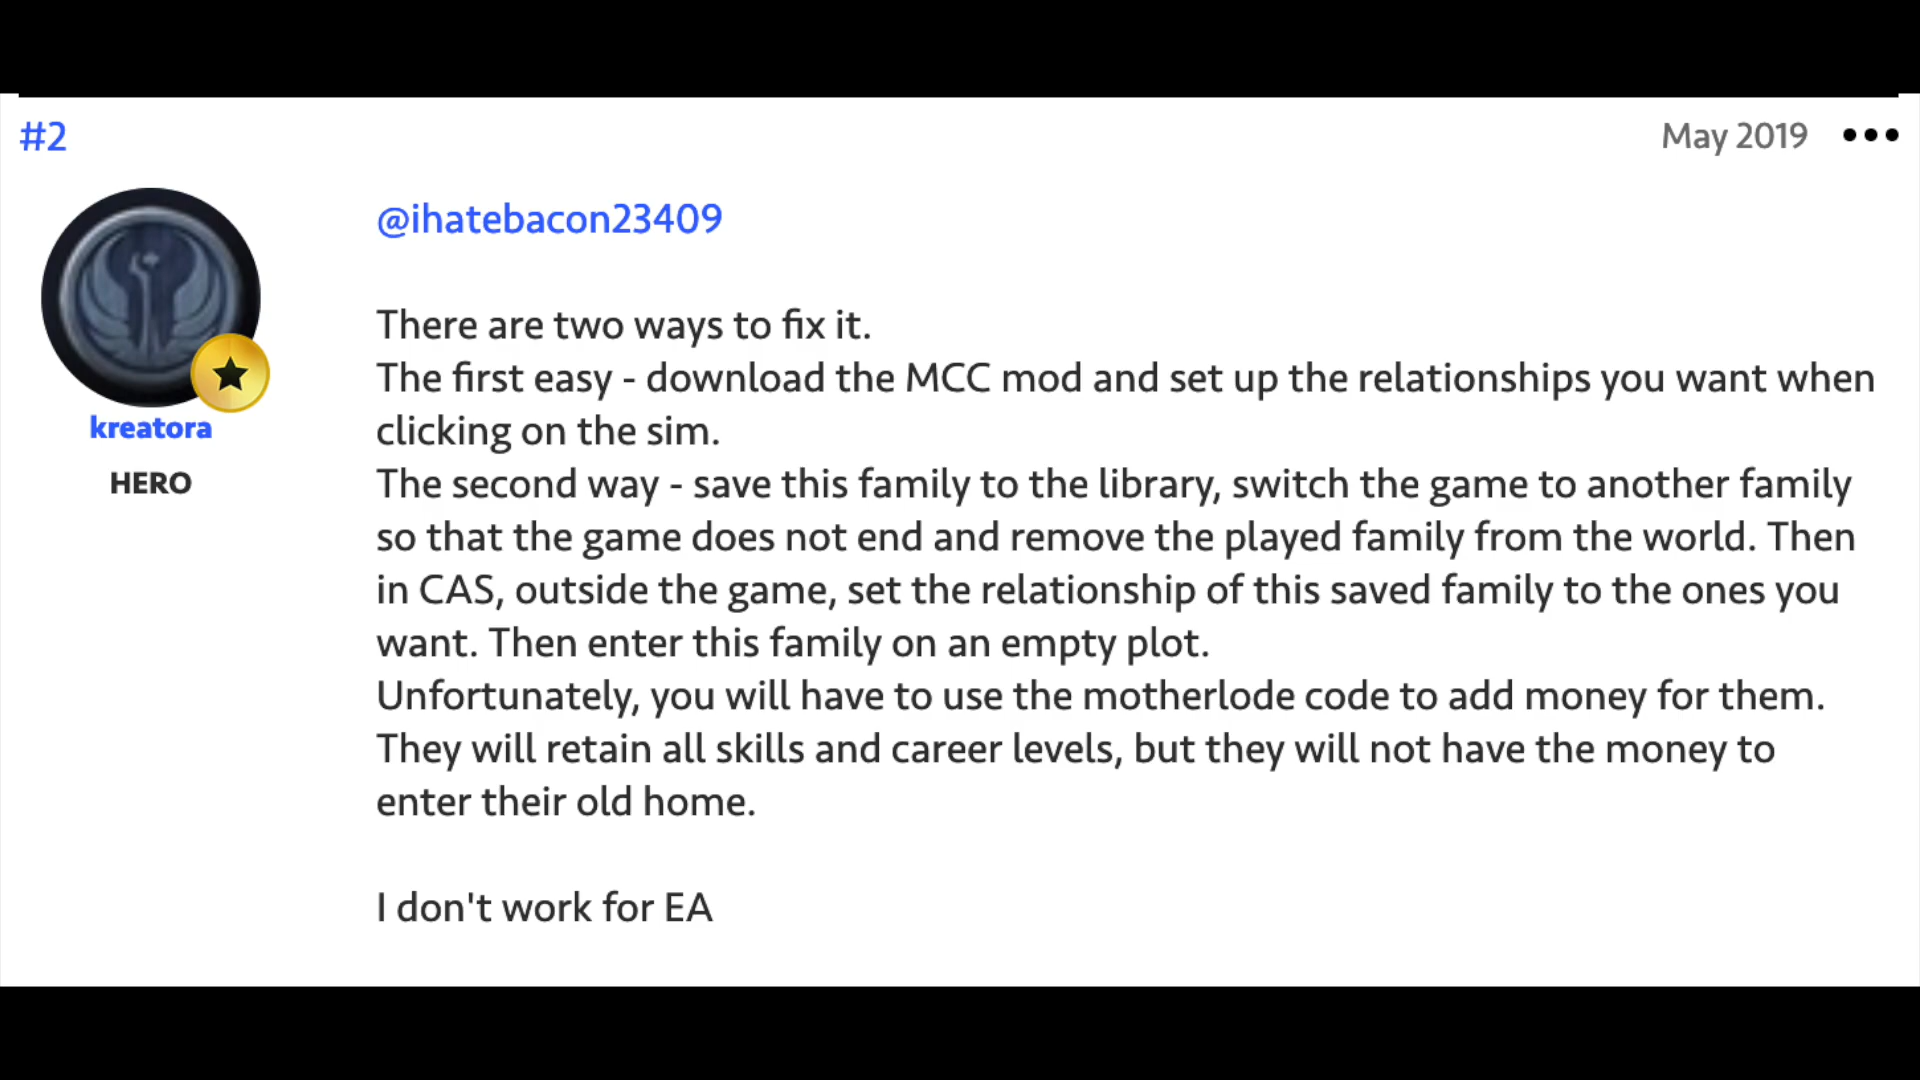 #2
May 2019
@ihatebacon23409
There are two ways to fix it.
The first easy - download the MCC mod and set up the relationships you want when
clicking on the sim.
The second way - save this family to the library, switch the game to another family
so that the game does not end and remove the played family from the world. Then
in CAS, outside the game, set the relationship of this saved family to the ones you
want. Then enter this family on an empty plot.
Unfortunately, you will have to use the motherlode code to add money for them.
They will retain all skills and career levels, but they will not have the money to
enter their old home.
I don't work for EA
kreatora
HERO